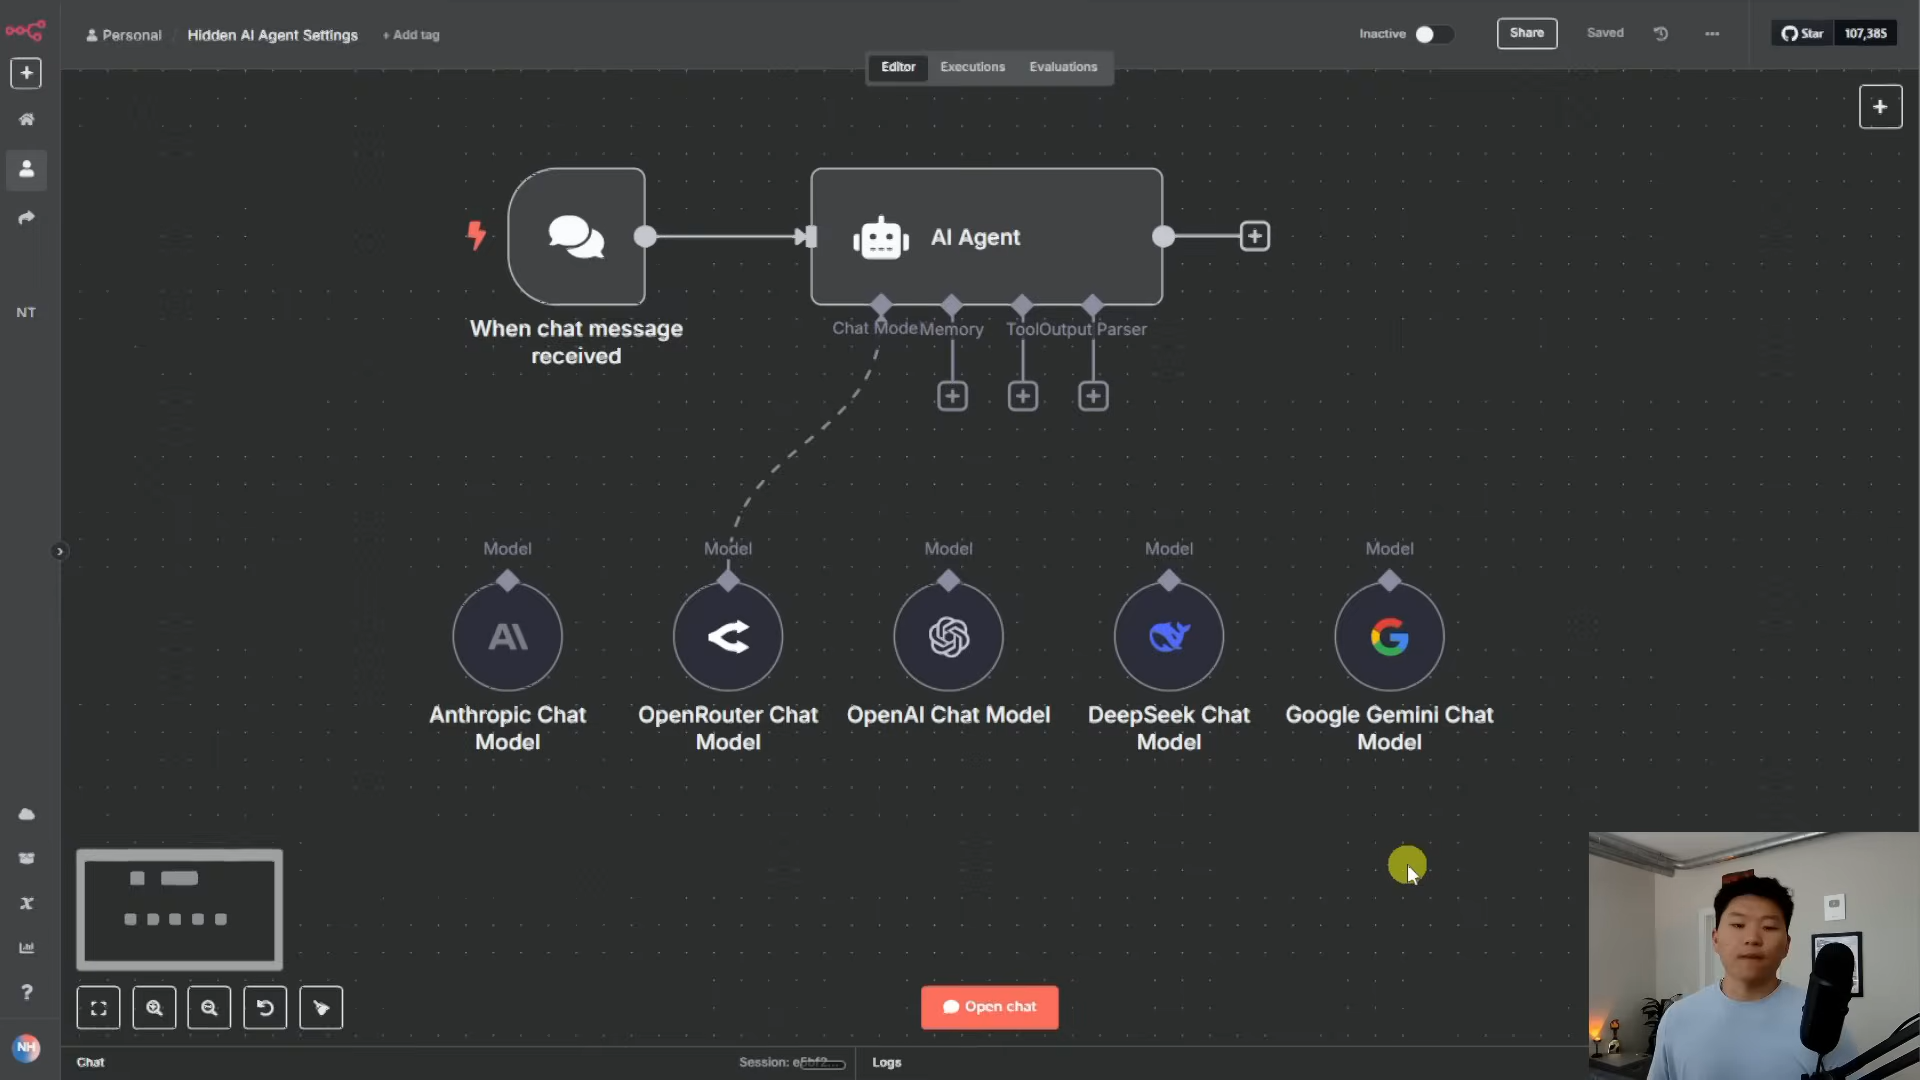 Personal / Hidden AI Agent Settings + Add tag
Inactive Share Saved ... Star 107,385
Editor Executions Evaluations
NT
AI Agent
When chat message
received
Chat Model Memory Tool Output Parser
Model Model Model Model Model
Anthropic Chat
Model
OpenRouter Chat
Model
OpenAI Chat Model
DeepSeek Chat
Model
Google Gemini Chat
Model
Open chat
NH
Chat Session: e5bf2... Logs